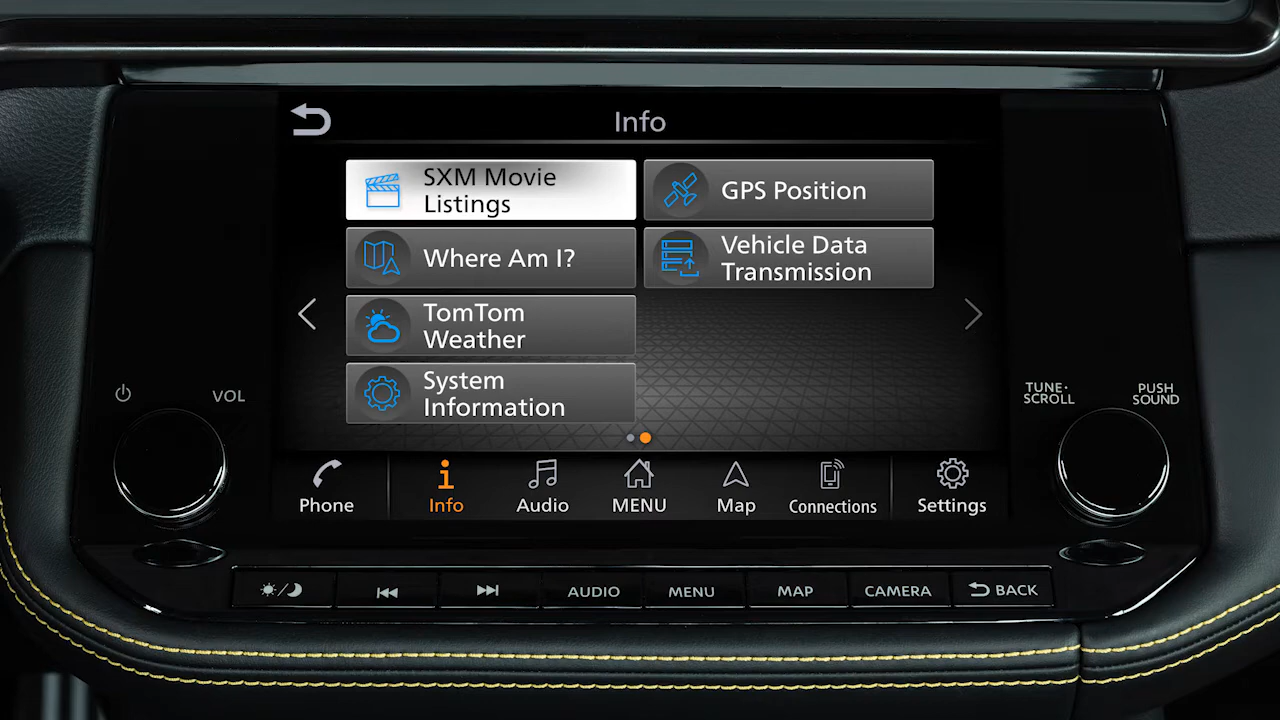 Info
SXM Movie
Listings
GPS Position
Where Am I?
Vehicle Data
Transmission
TomTom
Weather
System
Information
VOL
TUNE·
SCROLL
PUSH
SOUND
Phone
Info
Audio
MENU
Map
Connections
Settings
AUDIO
MENU
MAP
CAMERA
BACK